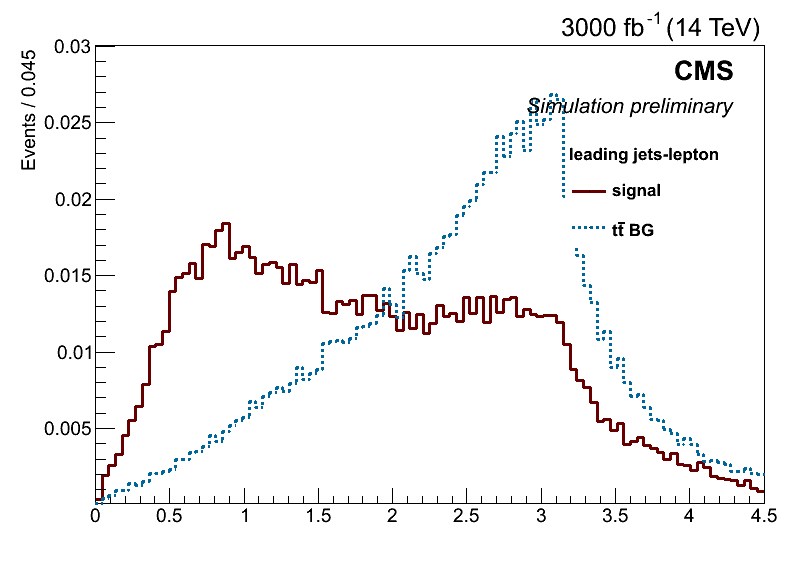 3000 fb⁻¹ (14 TeV)
CMS
Simulation preliminary
leading jets-lepton
signal
tt̄ BG
Events / 0.045
0.03
0.025
0.02
0.015
0.01
0.005
0 0.5 1 1.5 2 2.5 3 3.5 4 4.5